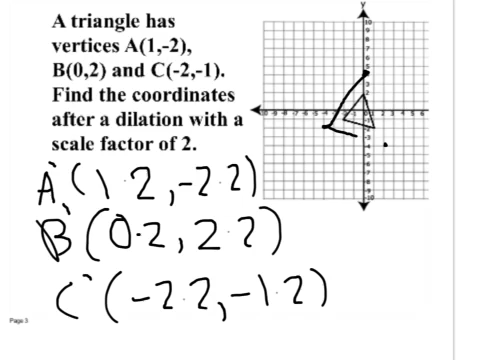 A triangle has
vertices A(1,-2),
B(0,2) and C(-2,-1).
Find the coordinates
after a dilation with a
scale factor of 2.
A'(1·2,-2·2)
B'(0·2,2·2)
C'(-2·2,-1·2)
Page 3
y